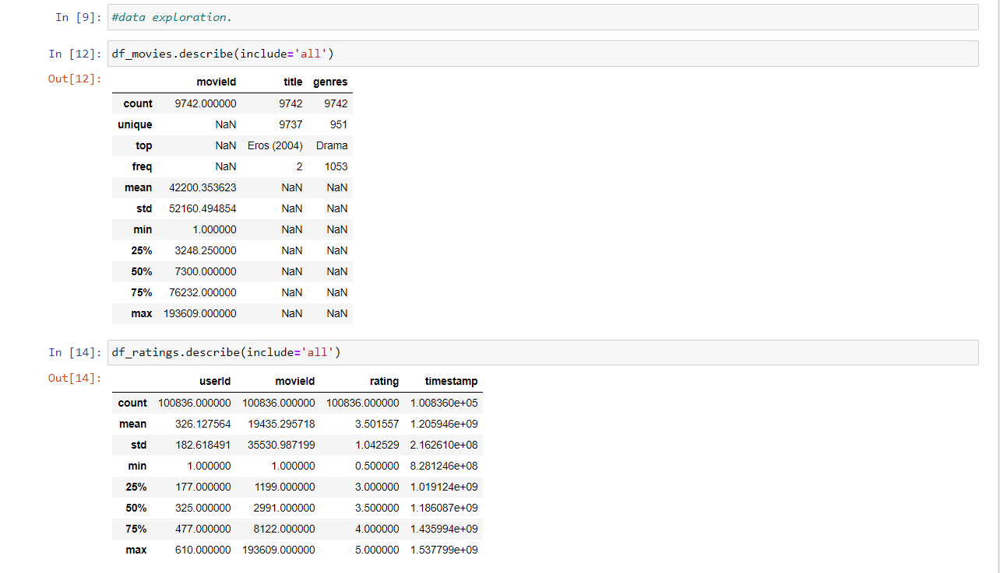 In [9]: #data exploration.
In [12]: df_movies.describe(include='all')
Out[12]:
movieId title genres
count 9742.000000 9742 9742
unique NaN 9737 951
top NaN Eros (2004) Drama
freq NaN 2 1053
mean 42200.353623 NaN NaN
std 52160.494854 NaN NaN
min 1.000000 NaN NaN
25% 3248.250000 NaN NaN
50% 7300.000000 NaN NaN
75% 76232.000000 NaN NaN
max 193609.000000 NaN NaN
In [14]: df_ratings.describe(include='all')
Out[14]:
userId movieId rating timestamp
count 100836.000000 100836.000000 100836.000000 1.008360e+05
mean 326.127564 19435.295718 3.501557 1.205946e+09
std 182.618491 35530.987199 1.042529 2.162610e+08
min 1.000000 1.000000 0.500000 8.281246e+08
25% 177.000000 1199.000000 3.000000 1.019124e+09
50% 325.000000 2991.000000 3.500000 1.186087e+09
75% 477.000000 8122.000000 4.000000 1.435994e+09
max 610.000000 193609.000000 5.000000 1.537799e+09